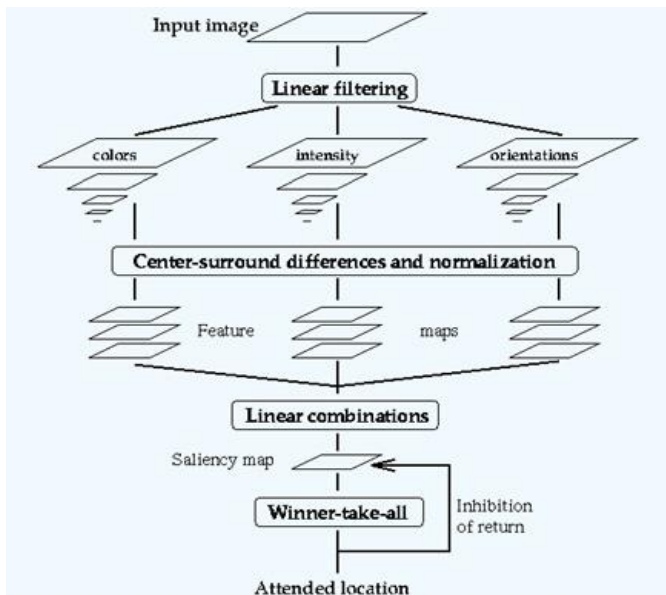 Input image
Linear filtering
colors
intensity
orientations
Center-surround differences and normalization
Feature
maps
Linear combinations
Saliency map
Winner-take-all
Inhibition
of return
Attended location